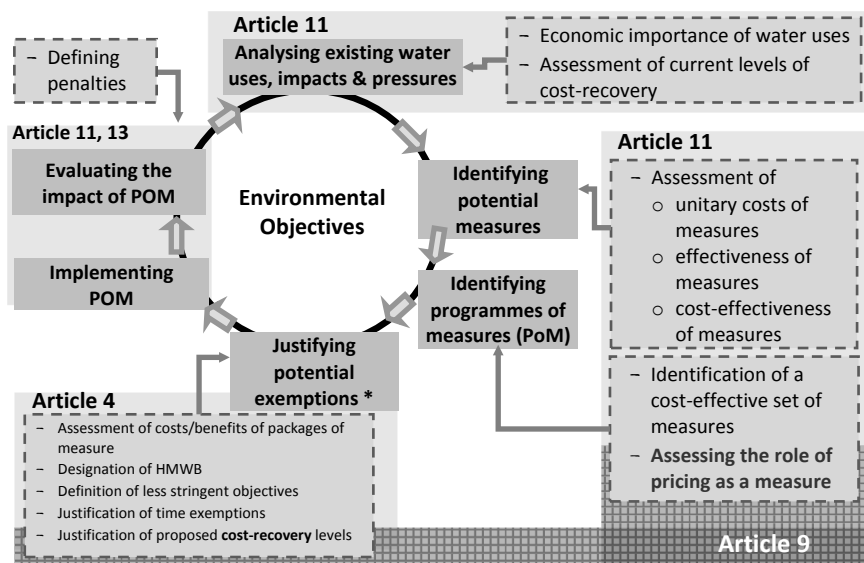 Article 11
Analysing existing water
uses, impacts & pressures
− Economic importance of water uses
− Assessment of current levels of
cost-recovery
− Defining
penalties
Article 11, 13
Evaluating the
impact of POM
Implementing
POM
Environmental
Objectives
Identifying
potential
measures
Identifying
programmes of
measures (PoM)
Justifying
potential
exemptions *
Article 11
− Assessment of
o unitary costs of
measures
o effectiveness of
measures
o cost-effectiveness
of measures
− Identification of a
cost-effective set of
measures
− Assessing the role of
pricing as a measure
Article 4
− Assessment of costs/benefits of packages of
measure
− Designation of HMWB
− Definition of less stringent objectives
− Justification of time exemptions
− Justification of proposed cost-recovery levels
Article 9